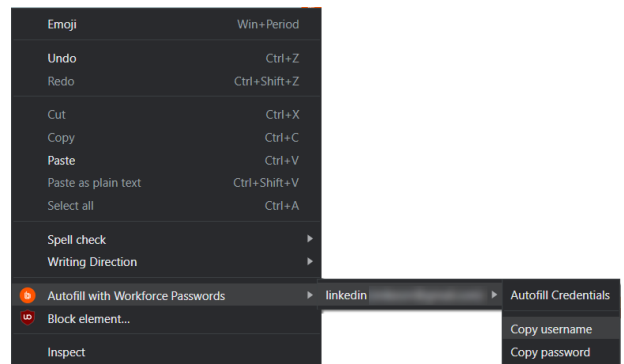 Emoji Win+Period
Undo Ctrl+Z
Redo Ctrl+Shift+Z
Cut Ctrl+X
Copy Ctrl+C
Paste Ctrl+V
Paste as plain text Ctrl+Shift+V
Select all Ctrl+A
Spell check
Writing Direction
Autofill with Workforce Passwords
linkedin
Autofill Credentials
Block element...
Copy username
Inspect
Copy password